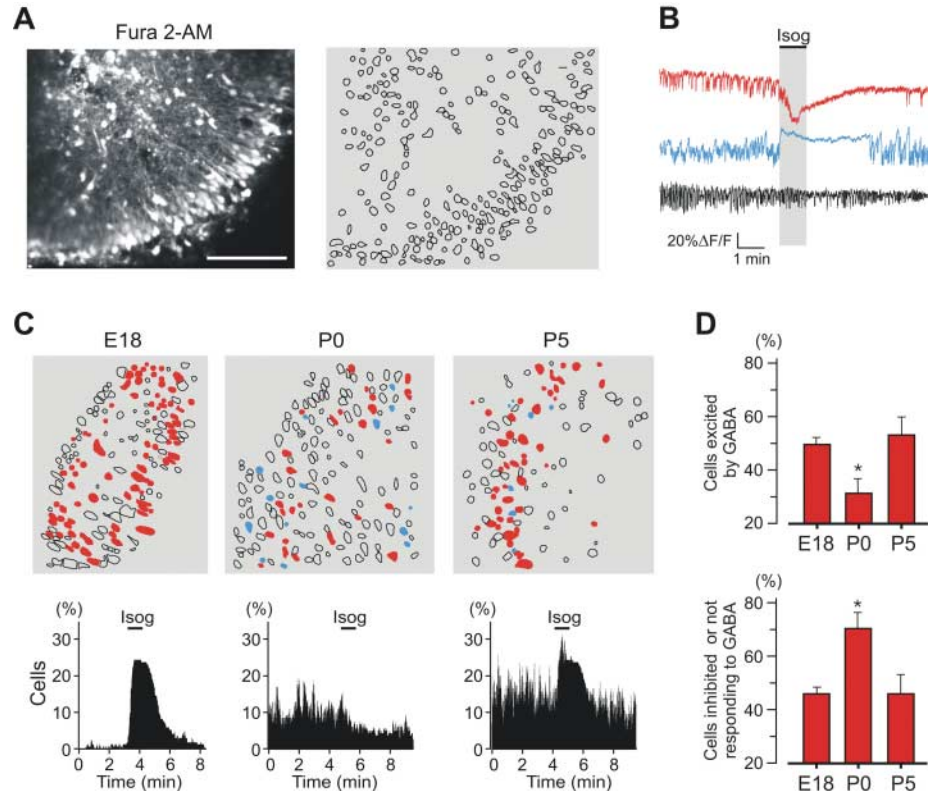 A
Fura 2-AM
B
Isog
20%ΔF/F
1 min
C
E18
P0
P5
(%)
30
20
10
0
Cells
Isog
0 2 4 6 8
Time (min)
(%)
30
20
10
0
Isog
0 2 4 6 8
Time (min)
(%)
30
20
10
0
Isog
0 2 4 6 8
Time (min)
D
(%)
80
60
40
20
Cells excited
by GABA
*
E18 P0 P5
(%)
80
60
40
20
Cells inhibited or not
responding to GABA
*
E18 P0 P5